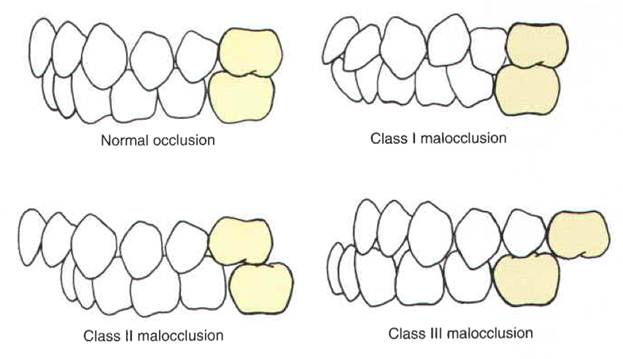 Normal occlusion
Class I malocclusion
Class II malocclusion
Class III malocclusion